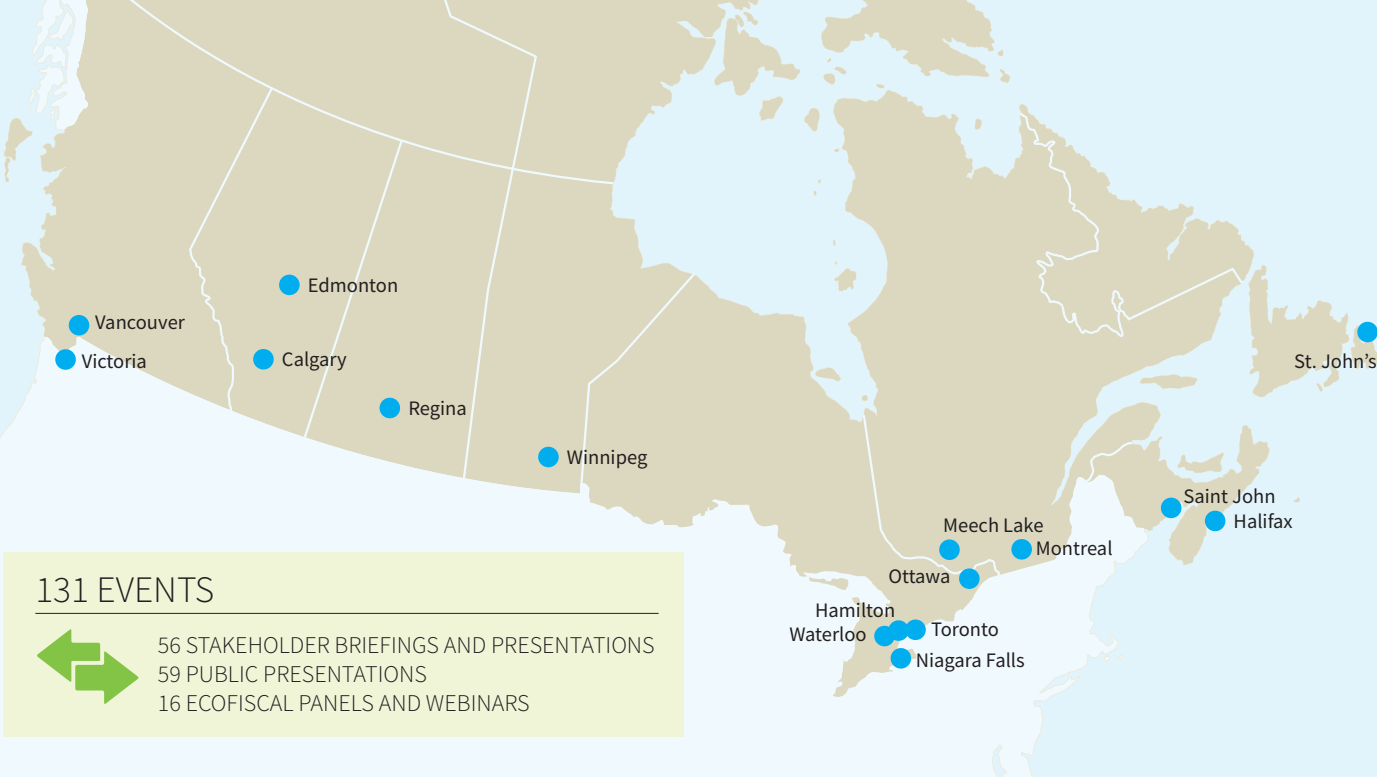 Edmonton
Vancouver
Victoria
Calgary
Regina
Winnipeg
St. John's
Saint John
Halifax
Meech Lake
Montreal
Ottawa
Hamilton
Waterloo
Toronto
Niagara Falls
131 EVENTS
56 STAKEHOLDER BRIEFINGS AND PRESENTATIONS
59 PUBLIC PRESENTATIONS
16 ECOFISCAL PANELS AND WEBINARS